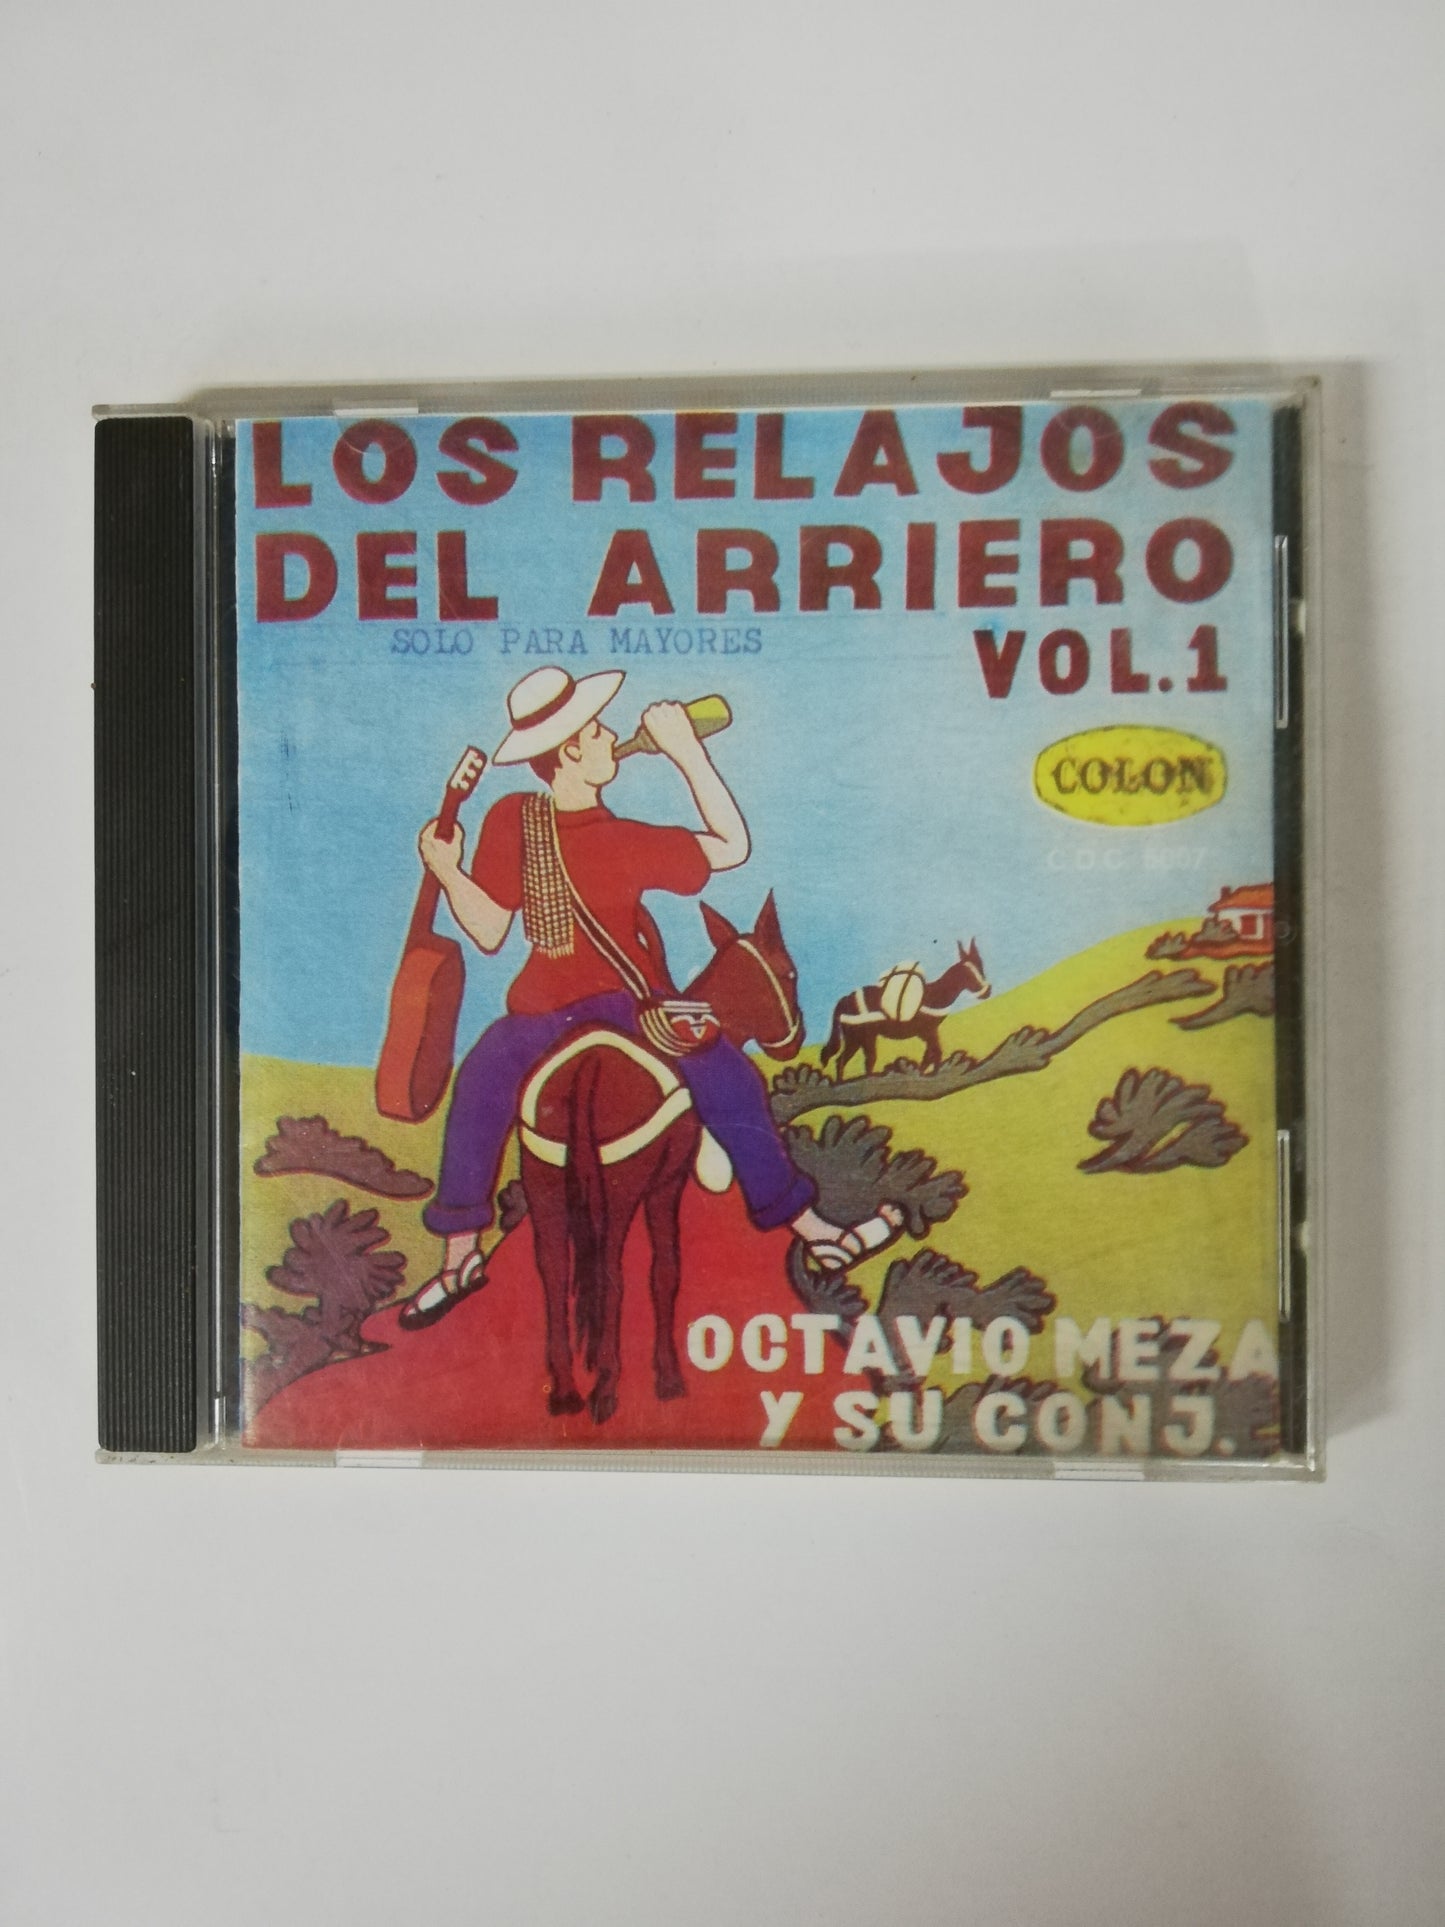 LOS RELAJOS
DEL ARRIERO
SOLO PARA MAYORES
VOL.1
COLON
C.D.C.
OCTAVIO MEZA
Y SU CONJ.